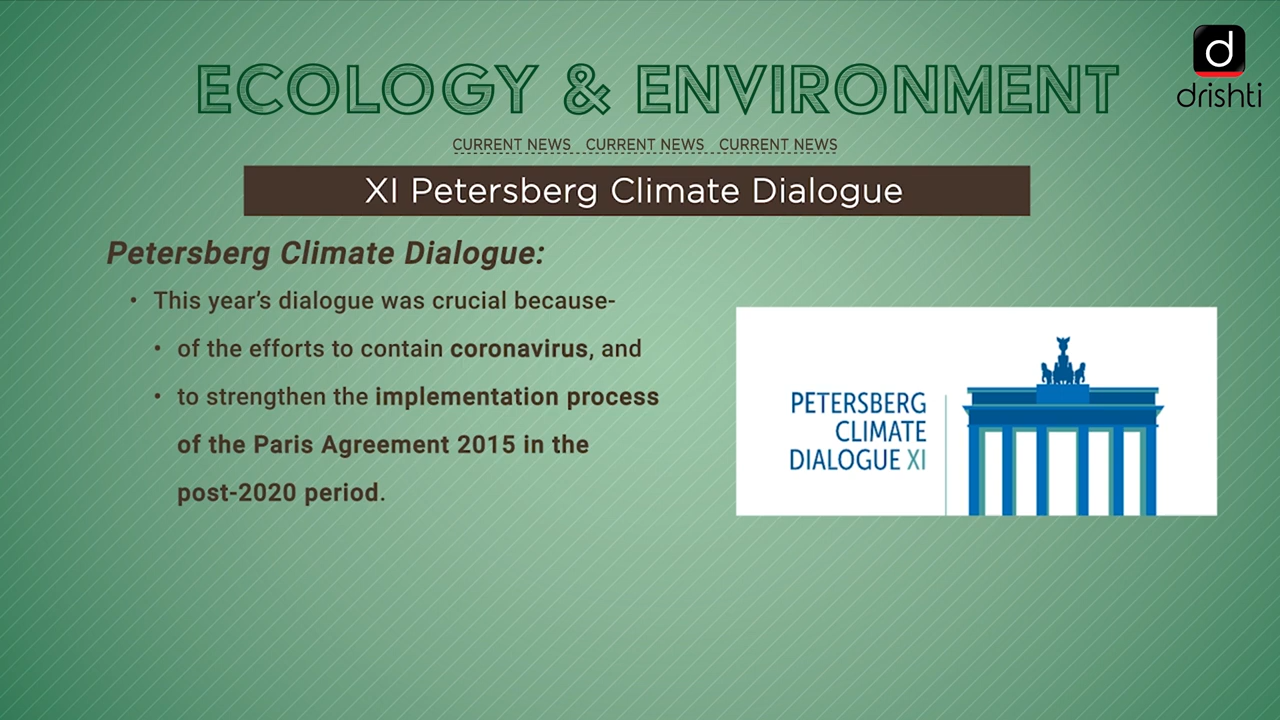 ECOLOGY & ENVIRONMENT
d
drishti
CURRENT NEWS CURRENT NEWS CURRENT NEWS
XI Petersberg Climate Dialogue
Petersberg Climate Dialogue:
• This year's dialogue was crucial because-
• of the efforts to contain coronavirus, and
• to strengthen the implementation process
of the Paris Agreement 2015 in the
post-2020 period.
PETERSBERG
CLIMATE
DIALOGUE XI